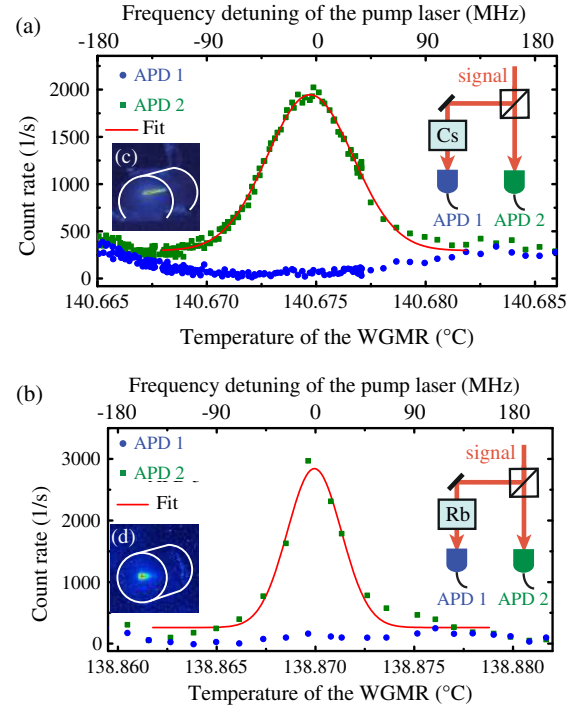 (a)
Frequency detuning of the pump laser (MHz)
-180 -90 0 90 180
APD 1
APD 2
Fit
signal
Cs
APD 1 APD 2
(c)
Count rate (1/s)
2000
1500
1000
500
0
140.665 140.670 140.675 140.680 140.685
Temperature of the WGMR (°C)
(b)
Frequency detuning of the pump laser (MHz)
-180 -90 0 90 180
APD 1
APD 2
Fit
signal
Rb
APD 1 APD 2
(d)
Count rate (1/s)
3000
2000
1000
0
138.860 138.865 138.870 138.875 138.880
Temperature of the WGMR (°C)